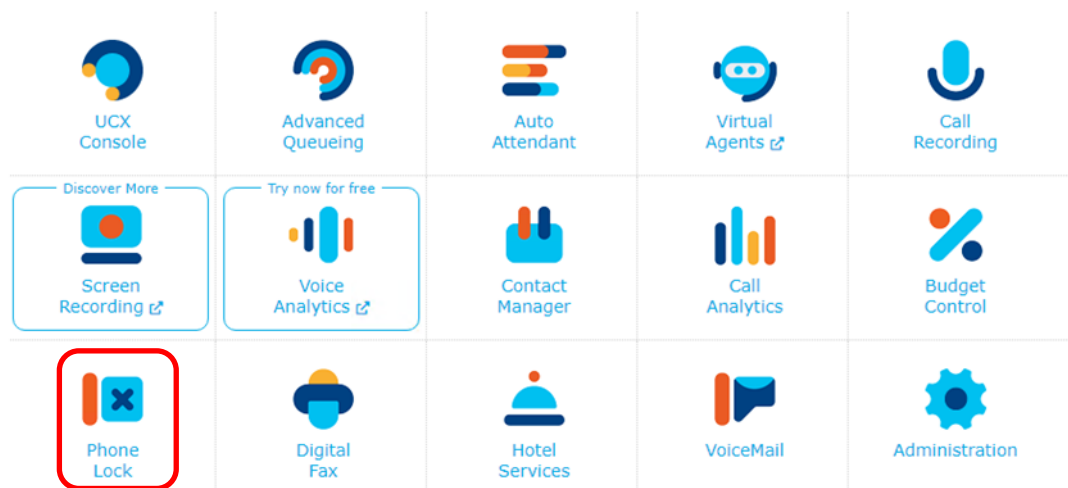 UCX
Console
Advanced
Queueing
Auto
Attendant
Virtual
Agents
Call
Recording
Discover More
Screen
Recording
Try now for free
Voice
Analytics
Contact
Manager
Call
Analytics
Budget
Control
Phone
Lock
Digital
Fax
Hotel
Services
VoiceMail
Administration